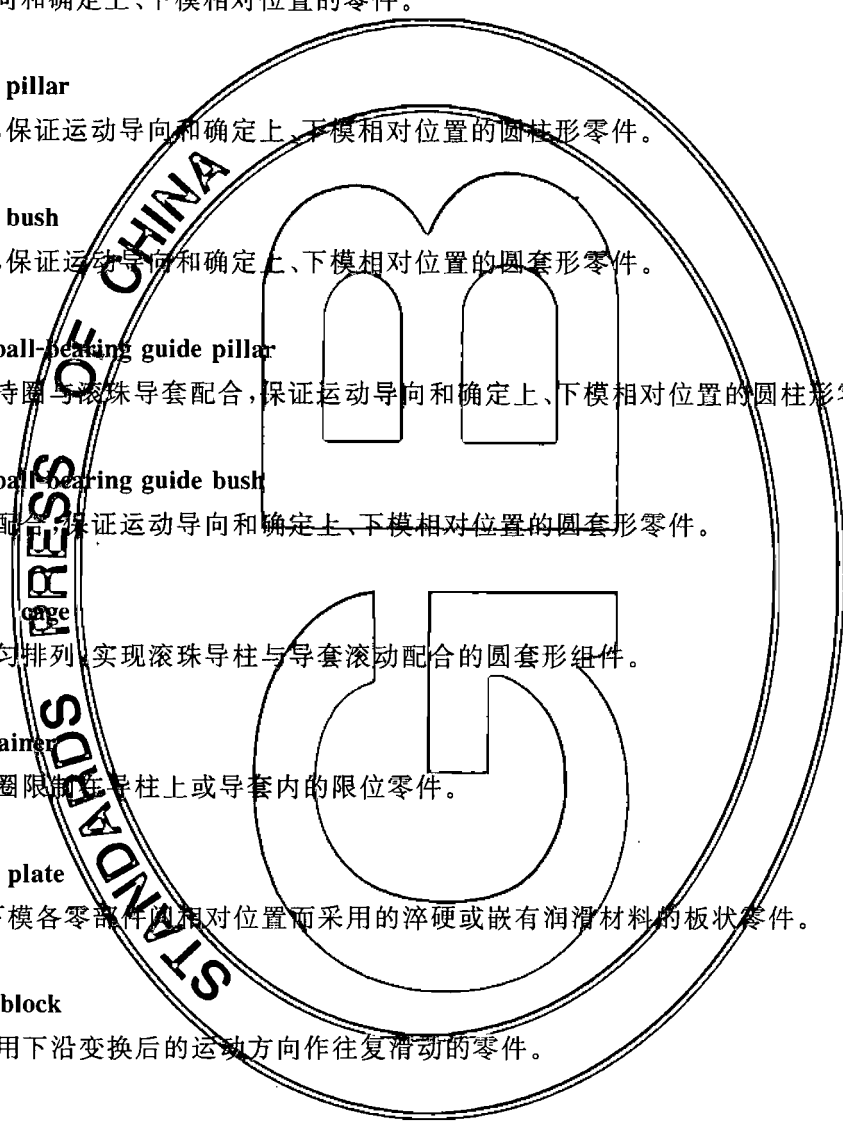 和确定上、下模相对位置的零件。
pillar
保证运动导向和确定上、下模相对位置的圆柱形零件。
bush
保证运动导向和确定上、下模相对位置的圆套形零件。
ball-bearing guide pillar
持圈与滚珠导套配合,保证运动导向和确定上、下模相对位置的圆柱形
ball-bearing guide bush
配合,保证运动导向和确定上、下模相对位置的圆套形零件。
cage
匀排列,实现滚珠导柱与导套滚动配合的圆套形组件。
ainer
圈限制在导柱上或导套内的限位零件。
plate
下模各零部件间相对位置而采用的淬硬或嵌有润滑材料的板状零件。
block
用下沿变换后的运动方向作往复滑动的零件。
STANDARDS PRESS OF CHINA
GB